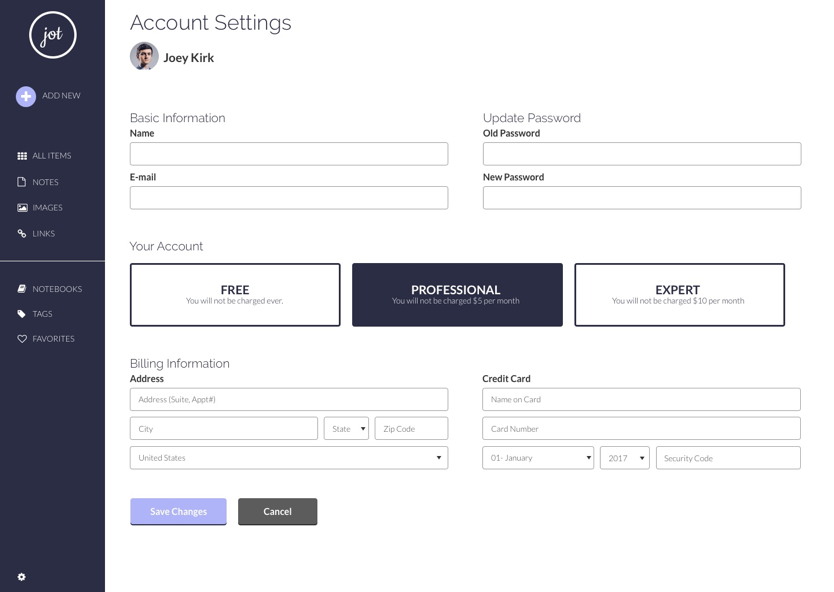 jot
Account Settings
Joey Kirk
ADD NEW
ALL ITEMS
NOTES
IMAGES
LINKS
NOTEBOOKS
TAGS
FAVORITES
Basic Information
Name
E-mail
Update Password
Old Password
New Password
Your Account
FREE
You will not be charged ever.
PROFESSIONAL
You will not be charged $5 per month
EXPERT
You will not be charged $10 per month
Billing Information
Address
Address (Suite, Appt#)
City
State
Zip Code
United States
Credit Card
Name on Card
Card Number
01- January
2017
Security Code
Save Changes
Cancel